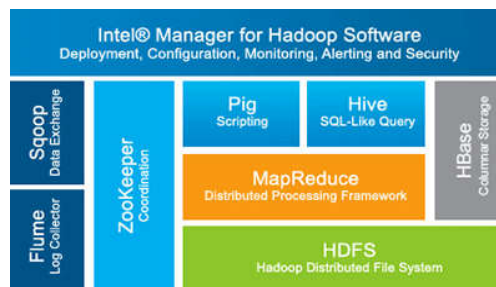 Intel® Manager for Hadoop Software
Deployment, Configuration, Monitoring, Alerting and Security
Sqoop
Data Exchange
Flume
Log Collector
ZooKeeper
Coordination
Pig
Scripting
Hive
SQL-Like Query
MapReduce
Distributed Processing Framework
HBase
Columnar Storage
HDFS
Hadoop Distributed File System